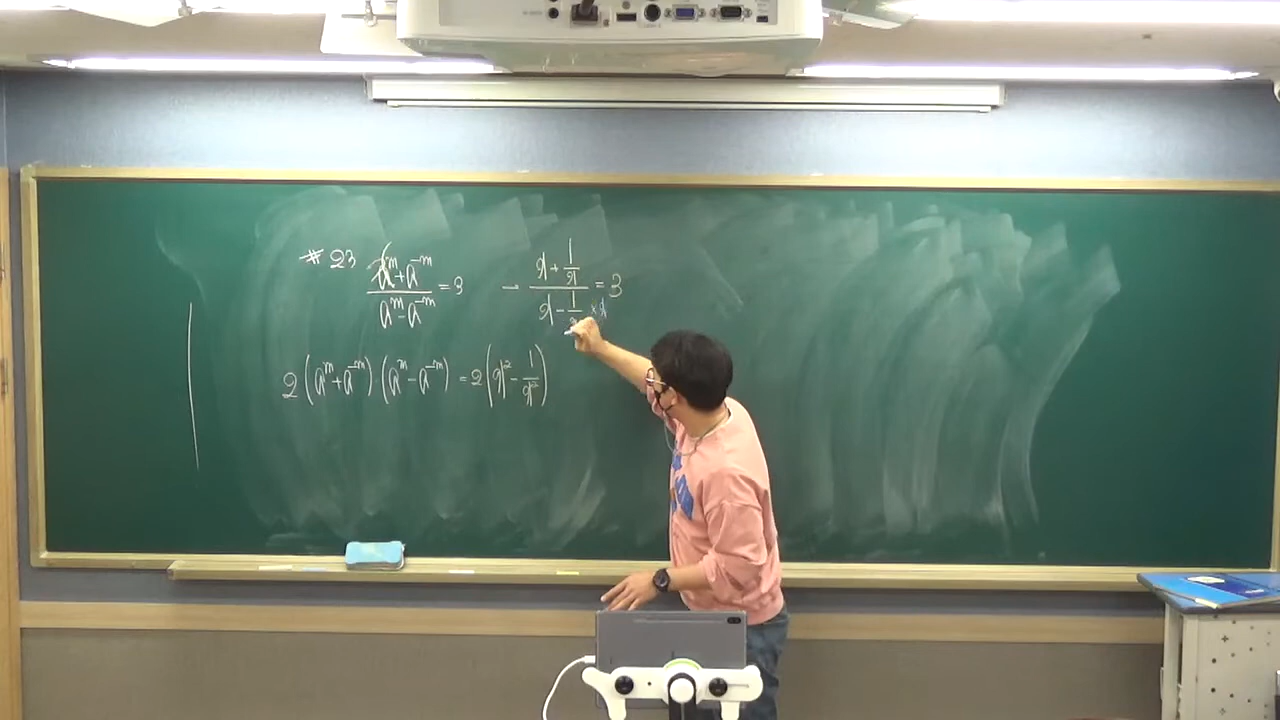 #23 (a^m + a^-m)/(a^m - a^-m) = 3 → (A + 1/A)/(A - 1/A) = 3 ×A
2(a^m + a^-m)(a^m - a^-m) = 2(A² - 1/A²)